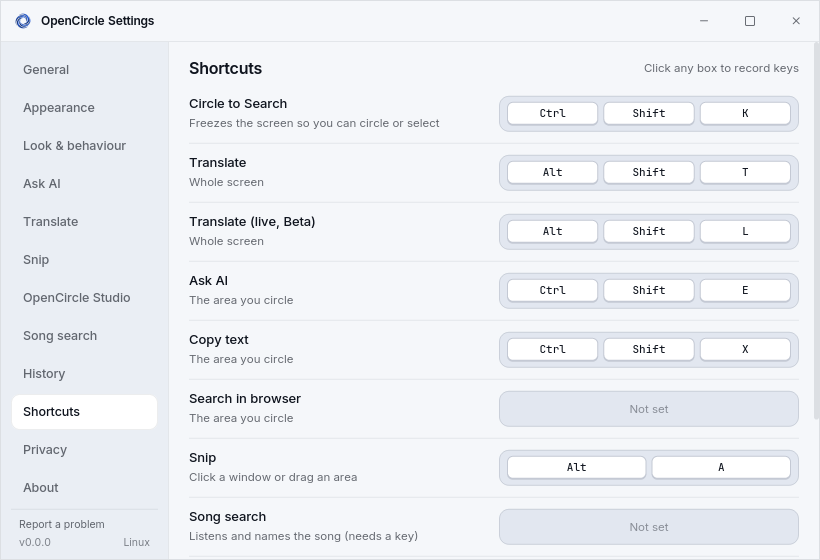 OpenCircle Settings
General
Appearance
Look & behaviour
Ask AI
Translate
Snip
OpenCircle Studio
Song search
History
Shortcuts
Privacy
About
Report a problem
v0.0.0 Linux
Shortcuts Click any box to record keys
Circle to Search
Freezes the screen so you can circle or select
Ctrl Shift K
Translate
Whole screen
Alt Shift T
Translate (live, Beta)
Whole screen
Alt Shift L
Ask AI
The area you circle
Ctrl Shift E
Copy text
The area you circle
Ctrl Shift X
Search in browser
The area you circle
Not set
Snip
Click a window or drag an area
Alt A
Song search
Listens and names the song (needs a key)
Not set